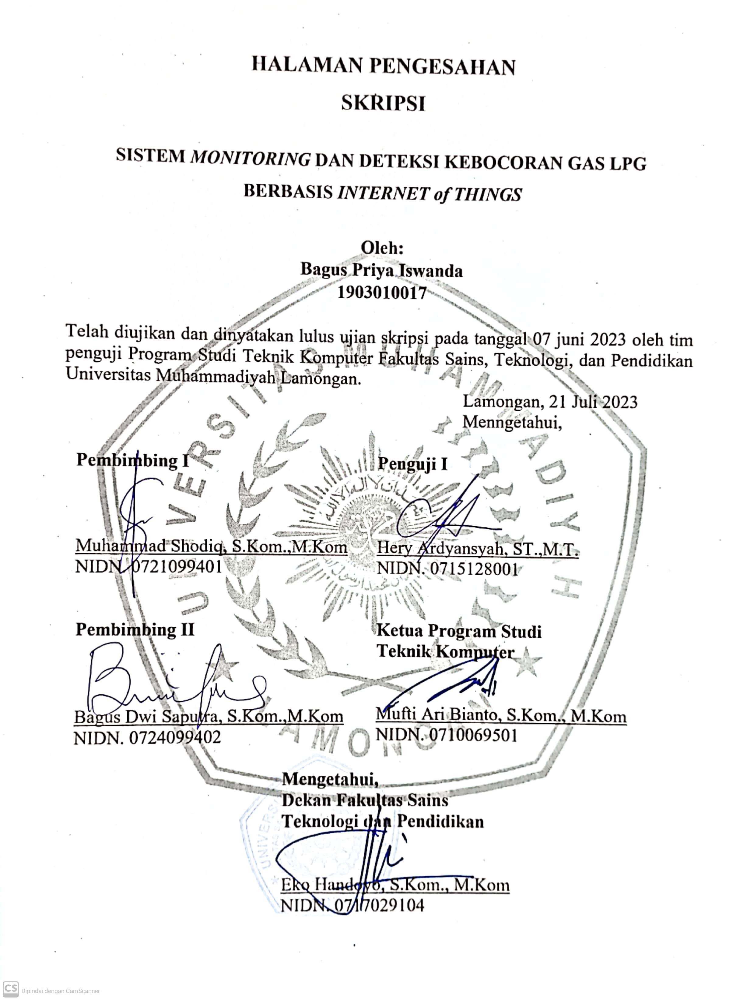 HALAMAN PENGESAHAN
SKRIPSI
SISTEM MONITORING DAN DETEKSI KEBOCORAN GAS LPG
BERBASIS INTERNET of THINGS
Oleh:
Bagus Priya Iswanda
1903010017
Telah diujikan dan dinyatakan lulus ujian skripsi pada tanggal 07 juni 2023 oleh tim
penguji Program Studi Teknik Komputer Fakultas Sains, Teknologi, dan Pendidikan
Universitas Muhammadiyah Lamongan.
Lamongan, 21 Juli 2023
Menngetahui,
Pembimbing I
Muhammad Shodiq, S.Kom.,M.Kom
NIDN. 0721099401
Penguji I
Hery Ardyansyah, ST.,M.T.
NIDN. 0715128001
Pembimbing II
Bagus Dwi Saputra, S.Kom.,M.Kom
NIDN. 0724099402
Ketua Program Studi
Teknik Komputer
Mufti Ari Bianto, S.Kom., M.Kom
NIDN. 0710069501
Mengetahui,
Dekan Fakultas Sains
Teknologi dan Pendidikan
Eko Handoyo, S.Kom., M.Kom
NIDN. 0717029104
UNIVERSITAS MUHAMMADIYAH
LAMONGAN
UNIVERS
CS Dipindai dengan CamScanner